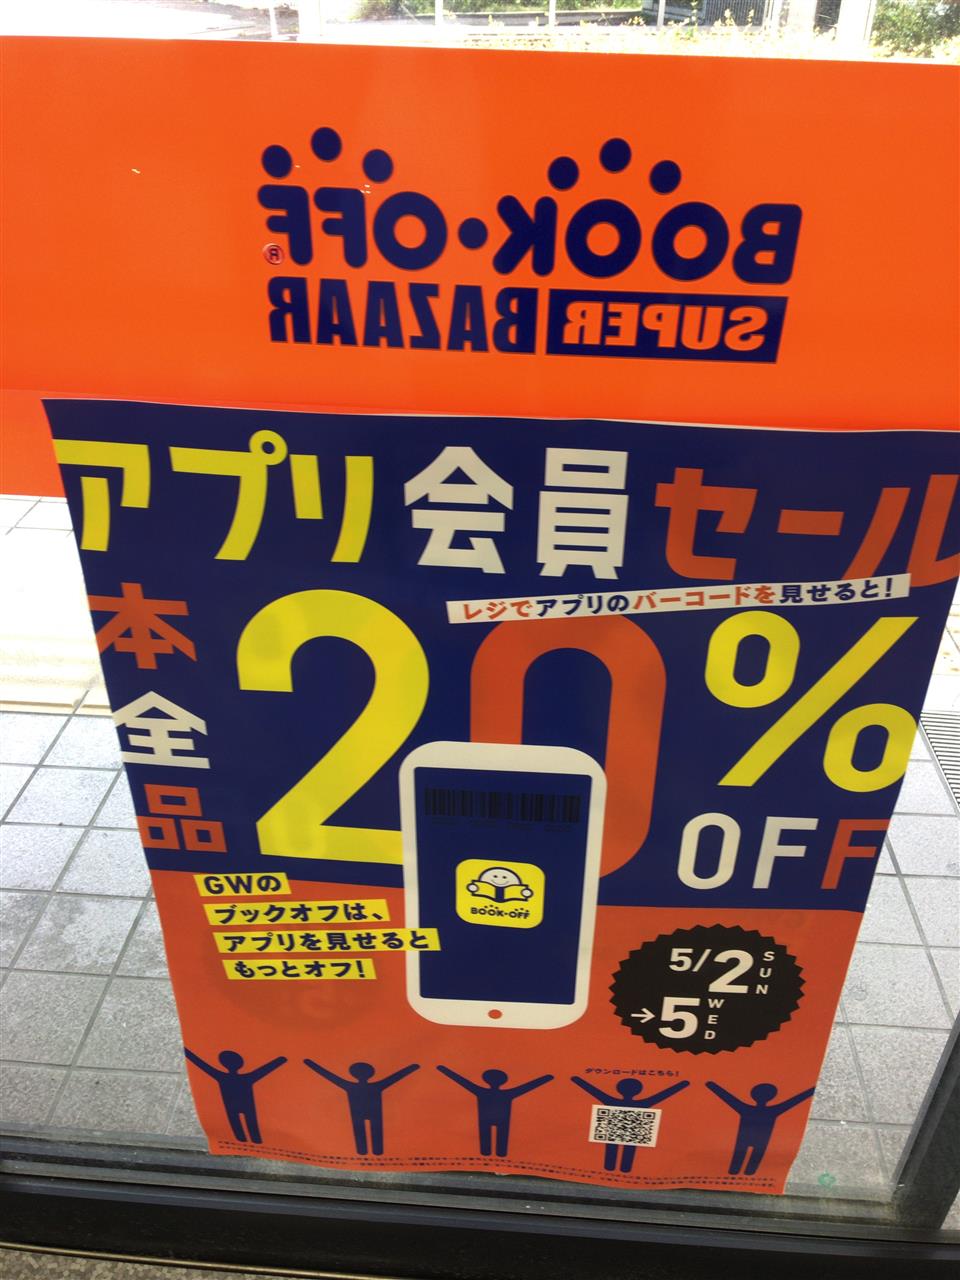 BOOK・OFF®
SUPER BAZAAR
アプリ会員セール
レジでアプリのバーコードを見せると!
本全品
20%
OFF
GWの
ブックオフは、
アプリを見せると
もっとオフ!
BOOK・OFF
5/2 SUN
→5 WED
ダウンロードはこちら!